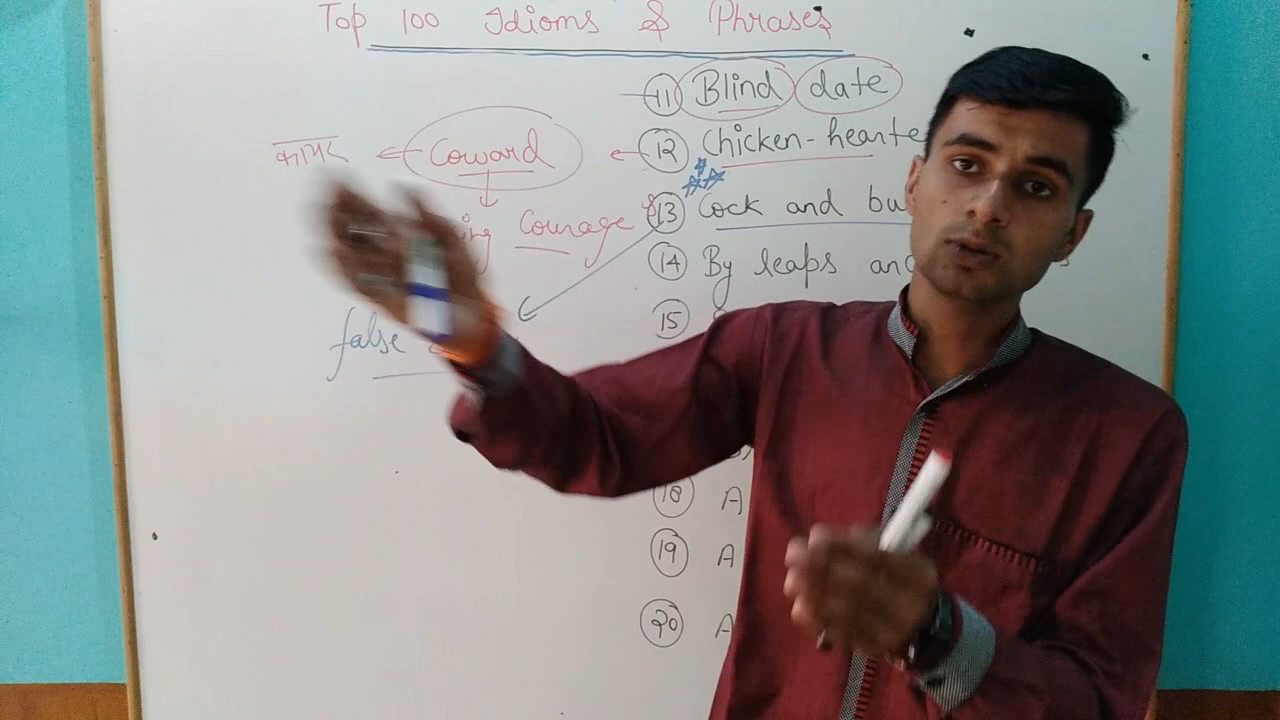 Top 100 Idioms & Phrases
11 Blind date
कायर ← Coward ← 12 Chicken-hearte
ing Courage
13 Cock and bu
14 By leaps an
false
15
18 A
19 A
20 A